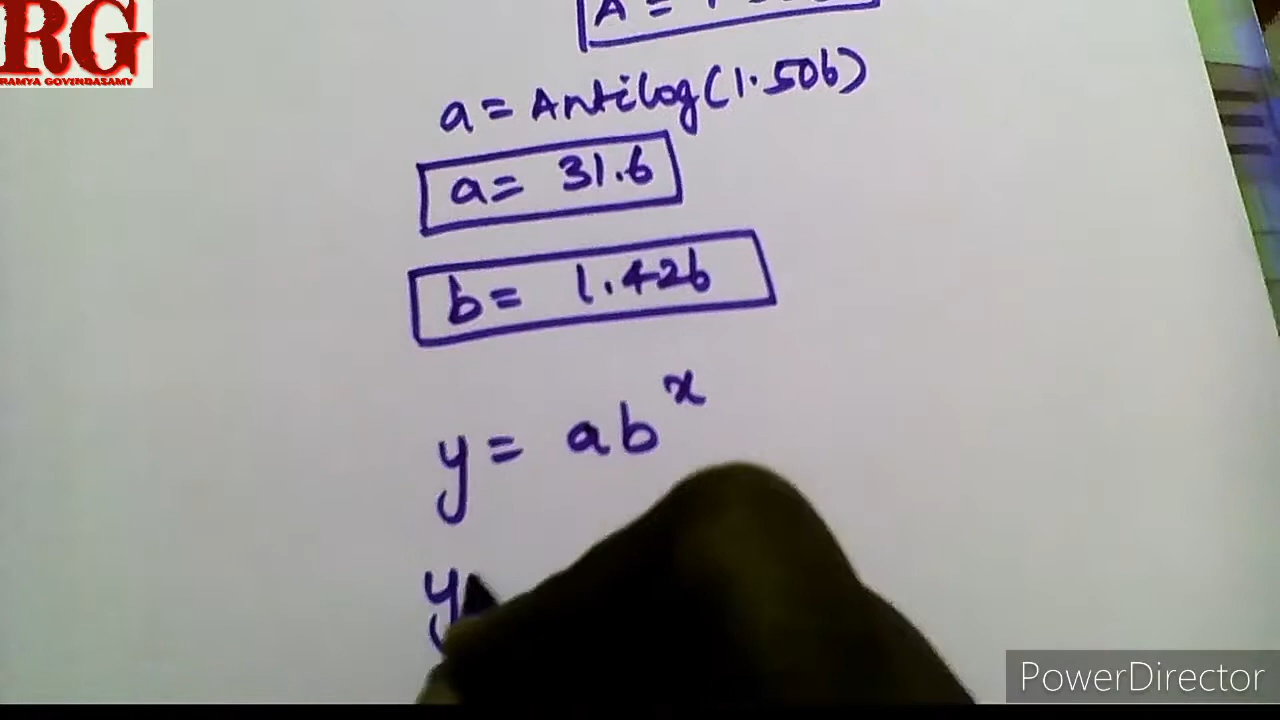 RG
RAMYA GOVINDASAMY
A =
a = Antilog(1.506)
a = 31.6
b = 1.426
y = ab^x
y
PowerDirector